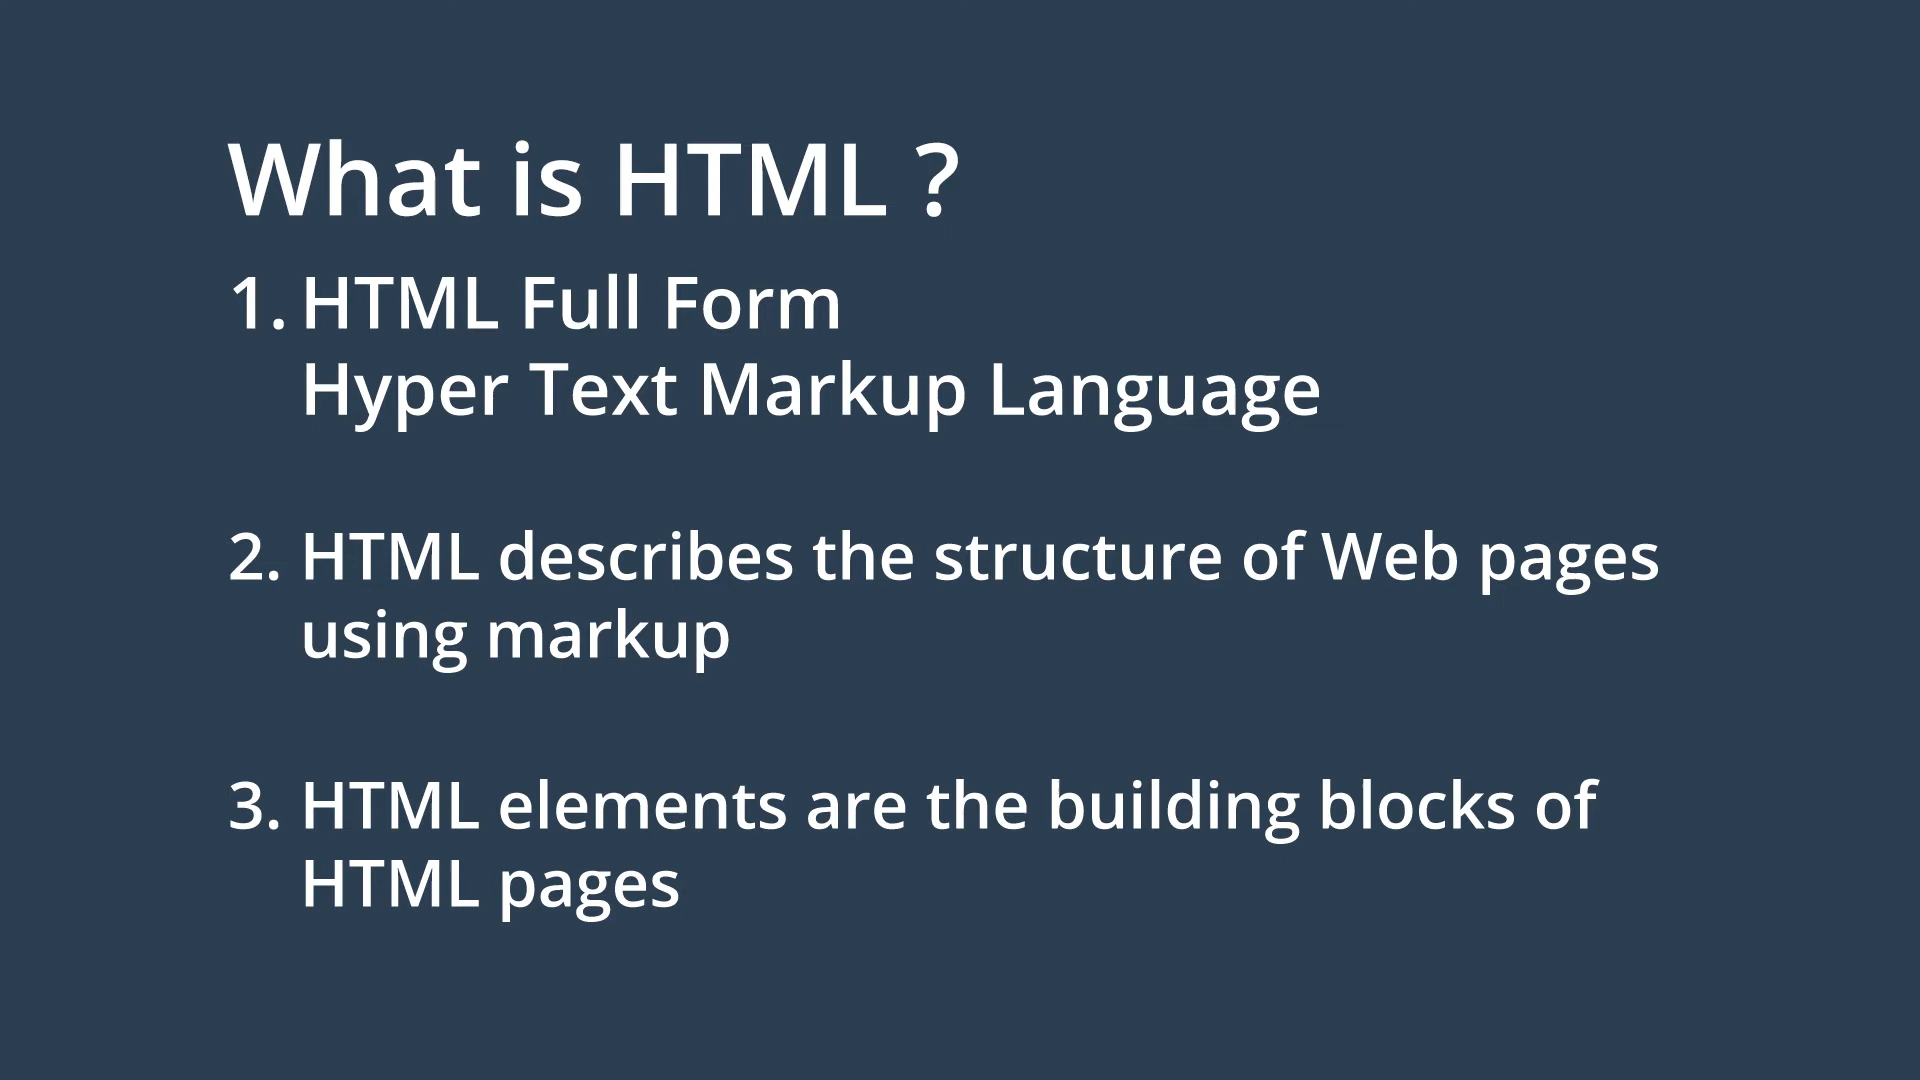 What is HTML ?
1. HTML Full Form
Hyper Text Markup Language
2. HTML describes the structure of Web pages
using markup
3. HTML elements are the building blocks of
HTML pages